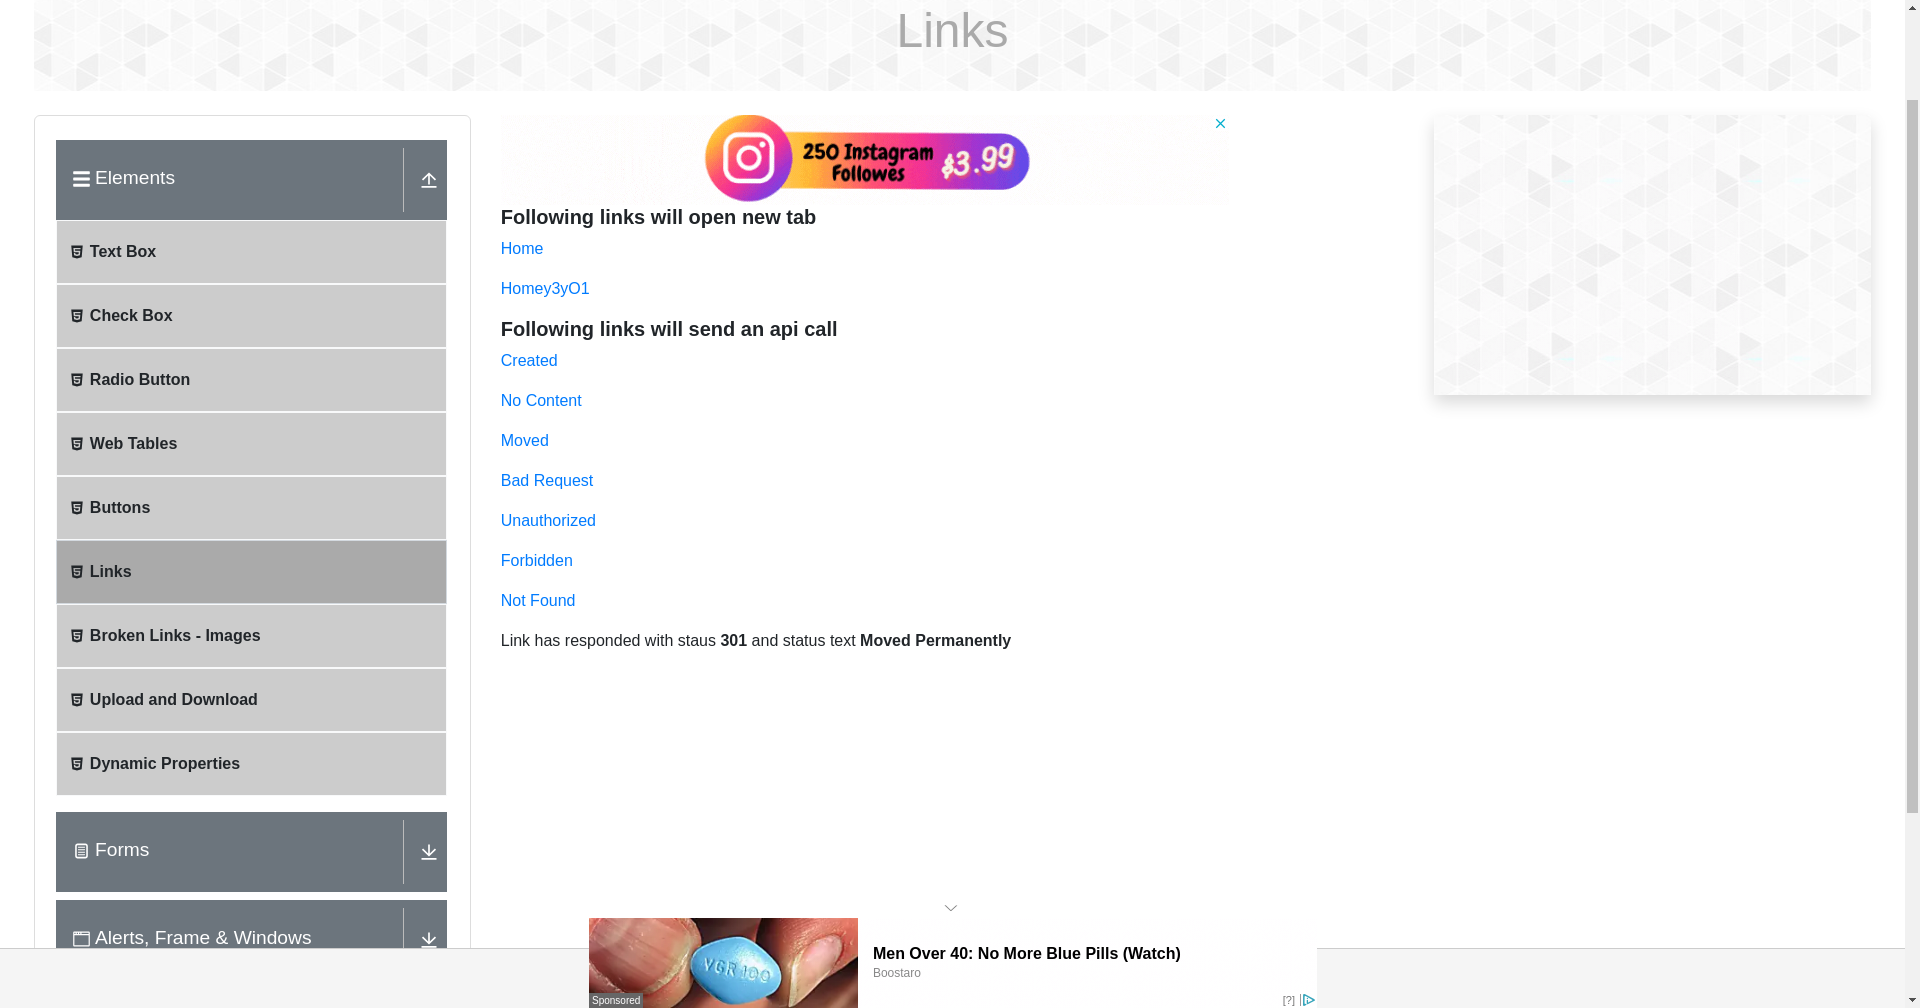 Links
Elements
Text Box
Check Box
Radio Button
Web Tables
Buttons
Links
Broken Links - Images
Upload and Download
Dynamic Properties
Forms
Alerts, Frame & Windows
250 Instagram
Followes
$3.99
Following links will open new tab
Home
Homey3yO1
Following links will send an api call
Created
No Content
Moved
Bad Request
Unauthorized
Forbidden
Not Found
Link has responded with staus 301 and status text Moved Permanently
VGR 100
Sponsored
Men Over 40: No More Blue Pills (Watch)
Boostaro
[?]